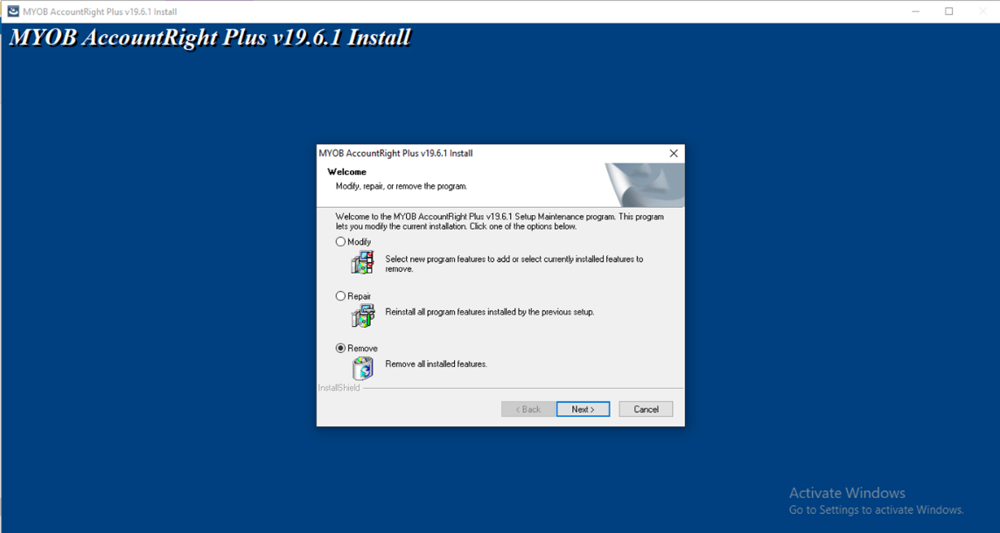 MYOB AccountRight Plus v19.6.1 Install
MYOB AccountRight Plus v19.6.1 Install
MYOB AccountRight Plus v19.6.1 Install
Welcome
Modify, repair, or remove the program.
Welcome to the MYOB AccountRight Plus v19.6.1 Setup Maintenance program. This program
lets you modify the current installation. Click one of the options below.
Modify
Select new program features to add or select currently installed features to
remove.
Repair
Reinstall all program features installed by the previous setup.
Remove
Remove all installed features.
InstallShield
< Back Next > Cancel
Activate Windows
Go to Settings to activate Windows.